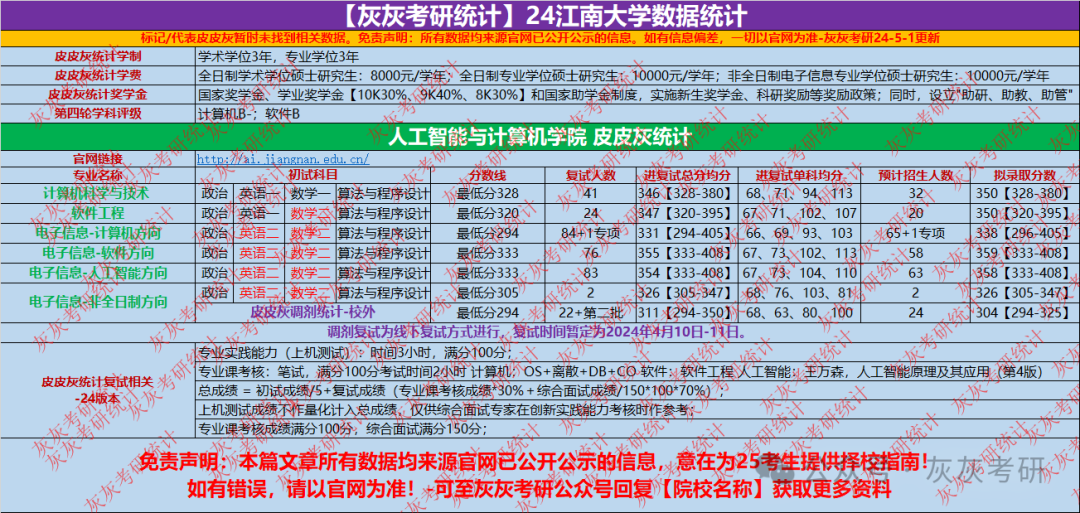 【灰灰考研统计】24江南大学数据统计
标记/代表皮皮灰暂时未找到相关数据。免责声明：所有数据均来源官网已公开公示的信息。如有信息偏差，一切以官网为准-灰灰考研24-5-1更新
皮皮灰统计学制 学术学位3年，专业学位3年
皮皮灰统计学费 全日制学术学位硕士研究生：8000元/学年；全日制专业学位硕士研究生：10000元/学年；非全日制电子信息专业学位硕士研究生：10000元/学年
皮皮灰统计奖学金 国家奖学金、学业奖学金【10K30%、9K40%、8K30%】和国家助学金制度，实施新生奖学金、科研奖励等奖励政策；同时，设立"助研、助教、助管"
第四轮学科评级 计算机B-；软件B
人工智能与计算机学院 皮皮灰统计
官网链接 http://ai.jiangnan.edu.cn/
专业名称 初试科目 分数线 复试人数 进复试总分均分 进复试单科均分 预计招生人数 拟录取分数
计算机科学与技术 政治 英语一 数学一 算法与程序设计 最低分328 41 346【328-380】 68、71、94、113 32 350【328-380】
软件工程 政治 英语一 数学二 算法与程序设计 最低分320 24 347【320-395】 67、71、102、107 20 350【320-395】
电子信息-计算机方向 政治 英语二 数学二 算法与程序设计 最低分294 84+1专项 331【294-405】 66、69、93、103 65+1专项 338【296-405】
电子信息-软件方向 政治 英语二 数学二 算法与程序设计 最低分333 76 355【333-408】 67、73、102、113 58 359【333-408】
电子信息-人工智能方向 政治 英语二 数学二 算法与程序设计 最低分333 83 354【333-408】 67、73、104、110 63 358【333-408】
电子信息-非全日制方向 政治 英语二 数学二 算法与程序设计 最低分305 2 326【305-347】 68、76、103、81 2 326【305-347】
皮皮灰调剂统计-校外 最低分294 22+第二批 311【294-350】 68、63、80、100 24 304【294-325】
调剂复试为线下复试方式进行，复试时间暂定为2024年4月10日-11日。
皮皮灰统计复试相关
-24版本
专业实践能力（上机测试）：时间3小时，满分100分；
专业课考核：笔试，满分100分考试时间2小时 计算机：OS+离散+DB+CO 软件：软件工程 人工智能：王万森，人工智能原理及其应用（第4版）
总成绩 = 初试成绩/5+复试成绩（专业课考核成绩*30%＋综合面试成绩/150*100*70%）；
上机测试成绩不作量化计入总成绩，仅供综合面试专家在创新实践能力考核时作参考；
专业课考核成绩满分100分，综合面试满分150分；
免责声明：本篇文章所有数据均来源官网已公开公示的信息，意在为25考生提供择校指南！
如有错误，请以官网为准！ 可至灰灰考研公众号回复【院校名称】获取更多资料
公众号 灰灰考研
灰灰考研统计